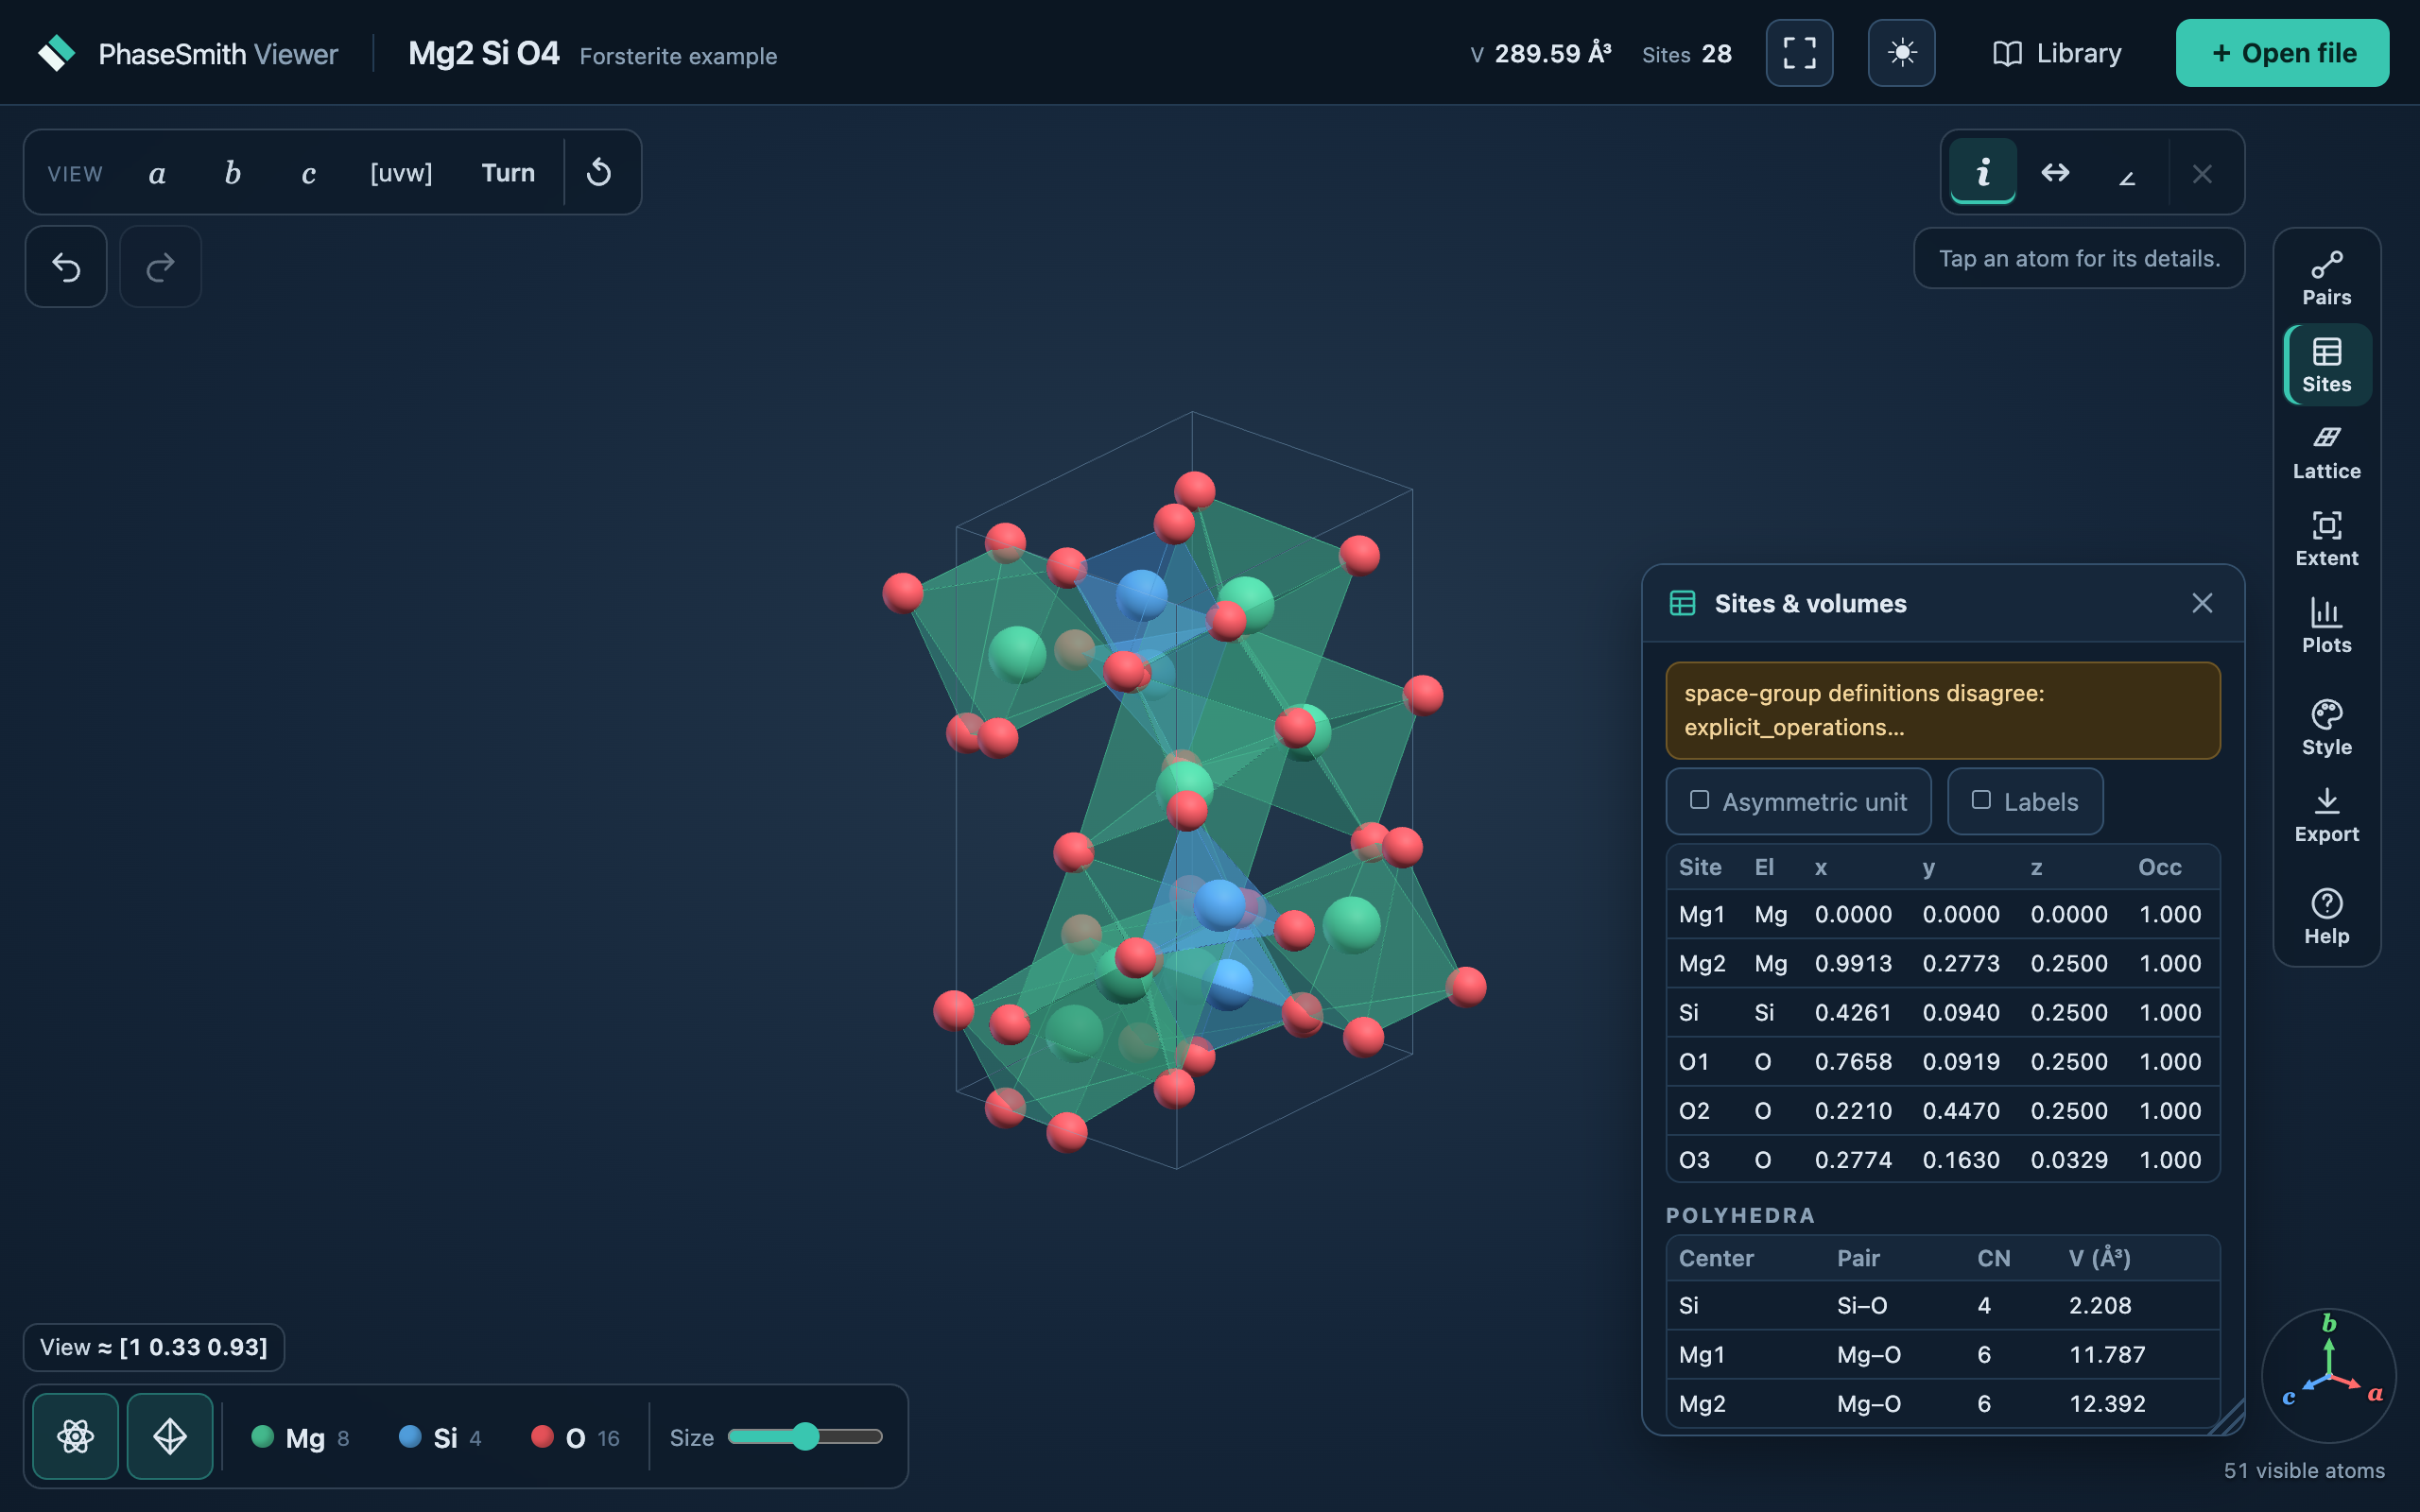 PhaseSmith Viewer
Mg2 Si O4 Forsterite example
V 289.59 Å³ Sites 28
Library
+ Open file
VIEW a b c [uvw] Turn
i
Tap an atom for its details.
Pairs
Sites
Lattice
Extent
Plots
Style
Export
Help
Sites & volumes
space-group definitions disagree:
explicit_operations...
Asymmetric unit
Labels
Site El x y z Occ
Mg1 Mg 0.0000 0.0000 0.0000 1.000
Mg2 Mg 0.9913 0.2773 0.2500 1.000
Si Si 0.4261 0.0940 0.2500 1.000
O1 O 0.7658 0.0919 0.2500 1.000
O2 O 0.2210 0.4470 0.2500 1.000
O3 O 0.2774 0.1630 0.0329 1.000
POLYHEDRA
Center Pair CN V (Å³)
Si Si–O 4 2.208
Mg1 Mg–O 6 11.787
Mg2 Mg–O 6 12.392
View ≈ [1 0.33 0.93]
Mg 8 Si 4 O 16 Size
b
c
a
51 visible atoms